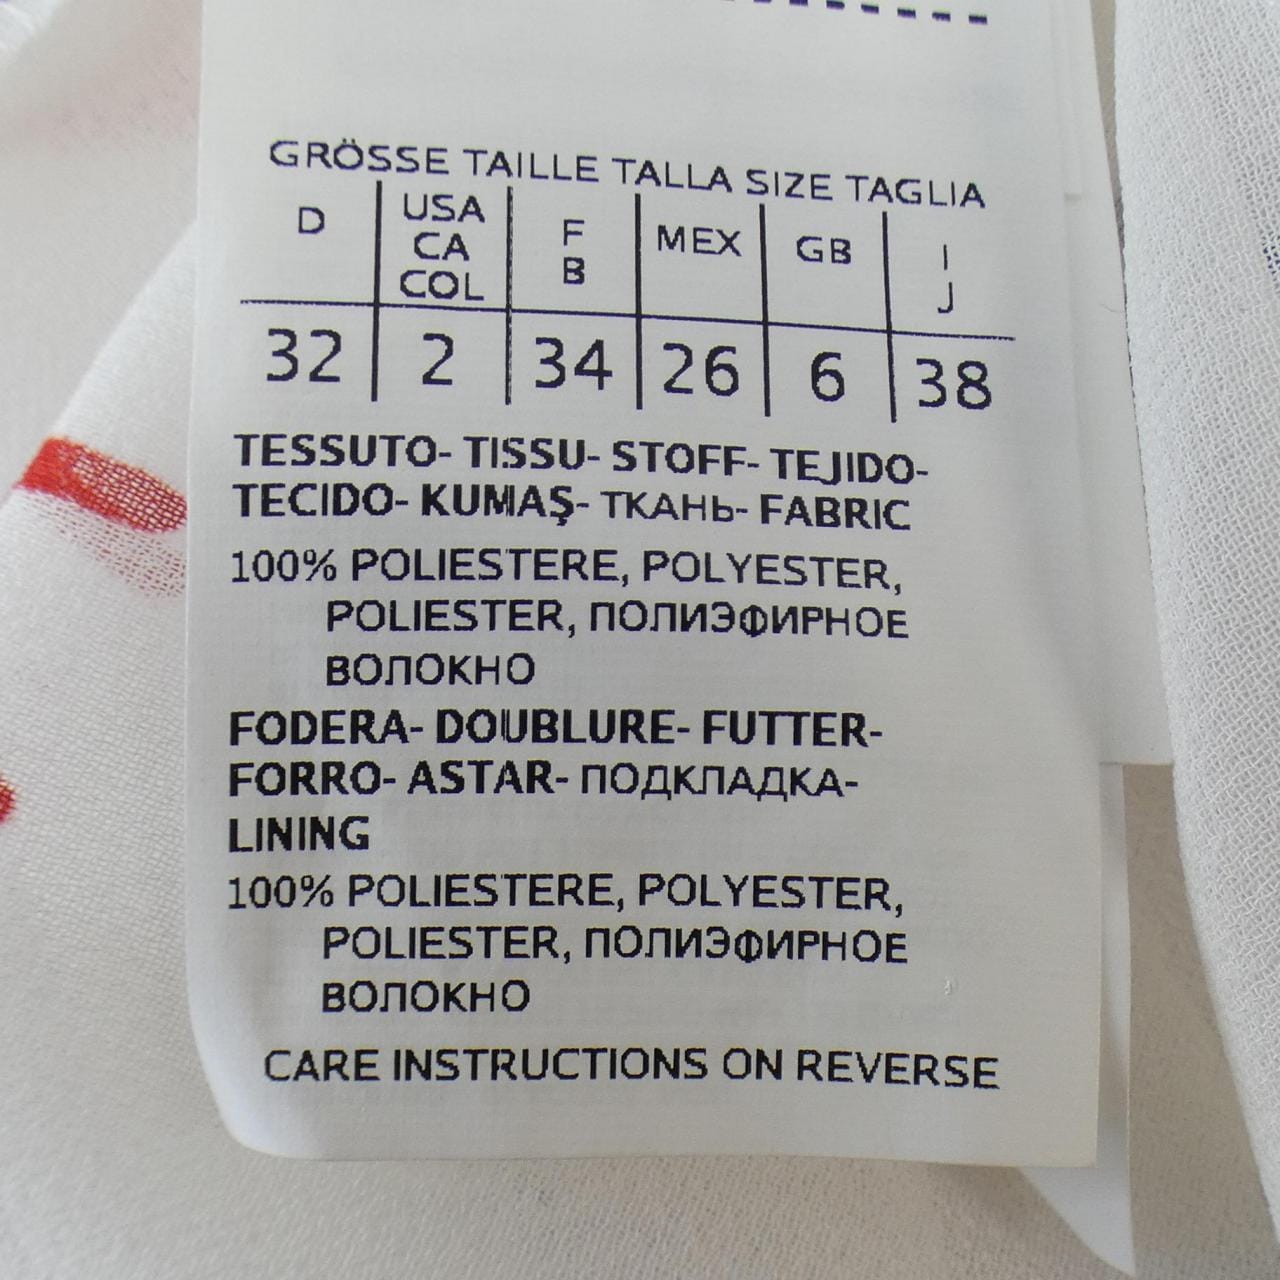 GRÖSSE TAILLE TALLA SIZE TAGLIA
D USA CA COL F B MEX GB I J
32 2 34 26 6 38
TESSUTO- TISSU- STOFF- TEJIDO-
TECIDO- KUMAŞ- ТКАНЬ- FABRIC
100% POLIESTERE, POLYESTER,
POLIESTER, ПОЛИЭФИРНОЕ
ВОЛОКНО
FODERA- DOUBLURE- FUTTER-
FORRO- ASTAR- ПОДКЛАДКА-
LINING
100% POLIESTERE, POLYESTER,
POLIESTER, ПОЛИЭФИРНОЕ
ВОЛОКНО
CARE INSTRUCTIONS ON REVERSE